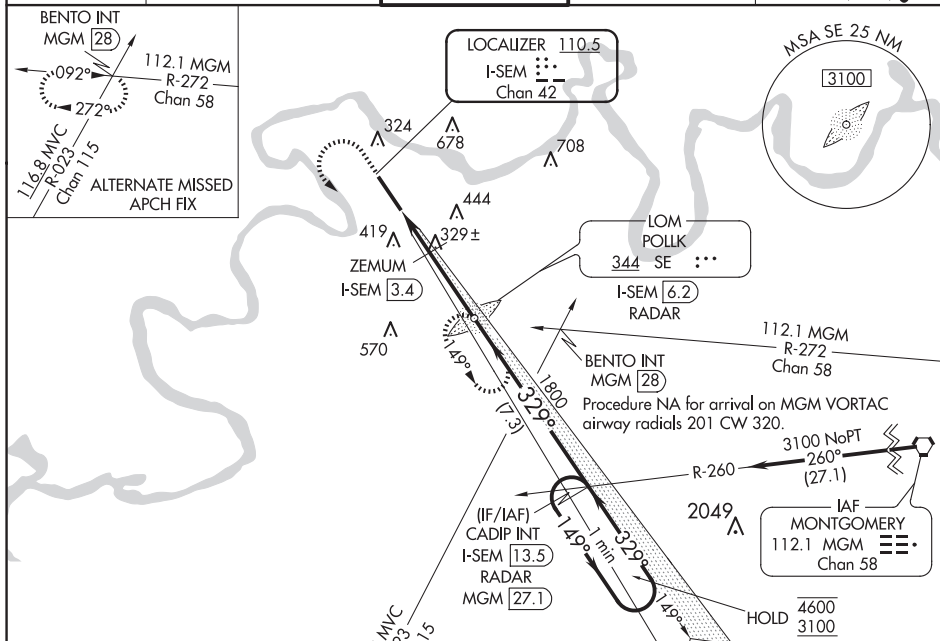 BENTO INT
MGM 28
092°
272°
112.1 MGM
R-272
Chan 58
116.8 MVC
R-023
Chan 115
ALTERNATE MISSED
APCH FIX
LOCALIZER 110.5
I-SEM
Chan 42
MSA SE 25 NM
3100
324
678
708
444
419
329±
ZEMUM
I-SEM 3.4
570
LOM
POLLK
344 SE
I-SEM 6.2
RADAR
149°
(7.3)
329°
1800
BENTO INT
MGM 28
112.1 MGM
R-272
Chan 58
Procedure NA for arrival on MGM VORTAC
airway radials 201 CW 320.
3100 NoPT
260°
(27.1)
R-260
2049
IAF
MONTGOMERY
112.1 MGM
Chan 58
(IF/IAF)
CADIP INT
I-SEM 13.5
RADAR
MGM 27.1
149°
1 min
329°
149°
HOLD 4600
3100
MVC